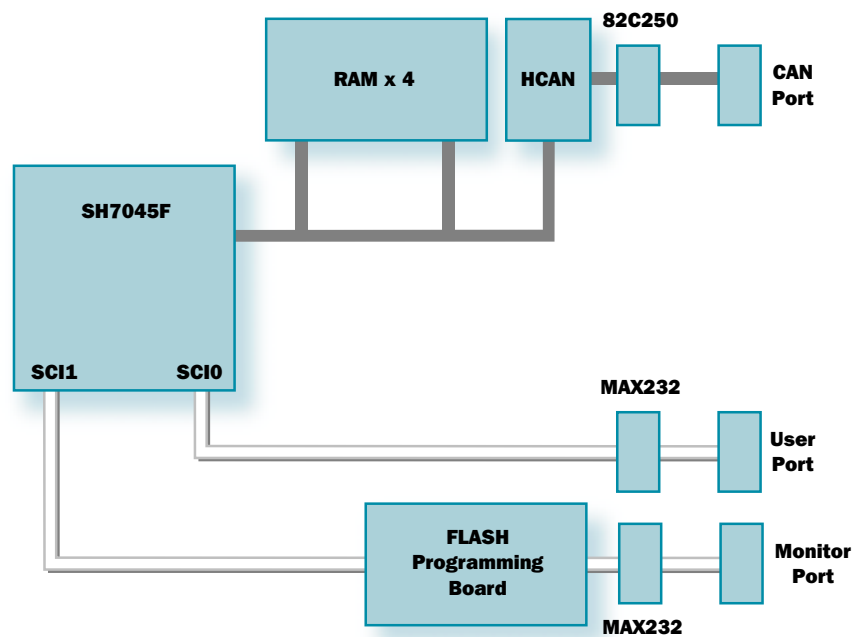 82C250
RAM x 4
HCAN
CAN
Port
SH7045F
SCI1
SCI0
MAX232
User
Port
FLASH
Programming
Board
Monitor
Port
MAX232